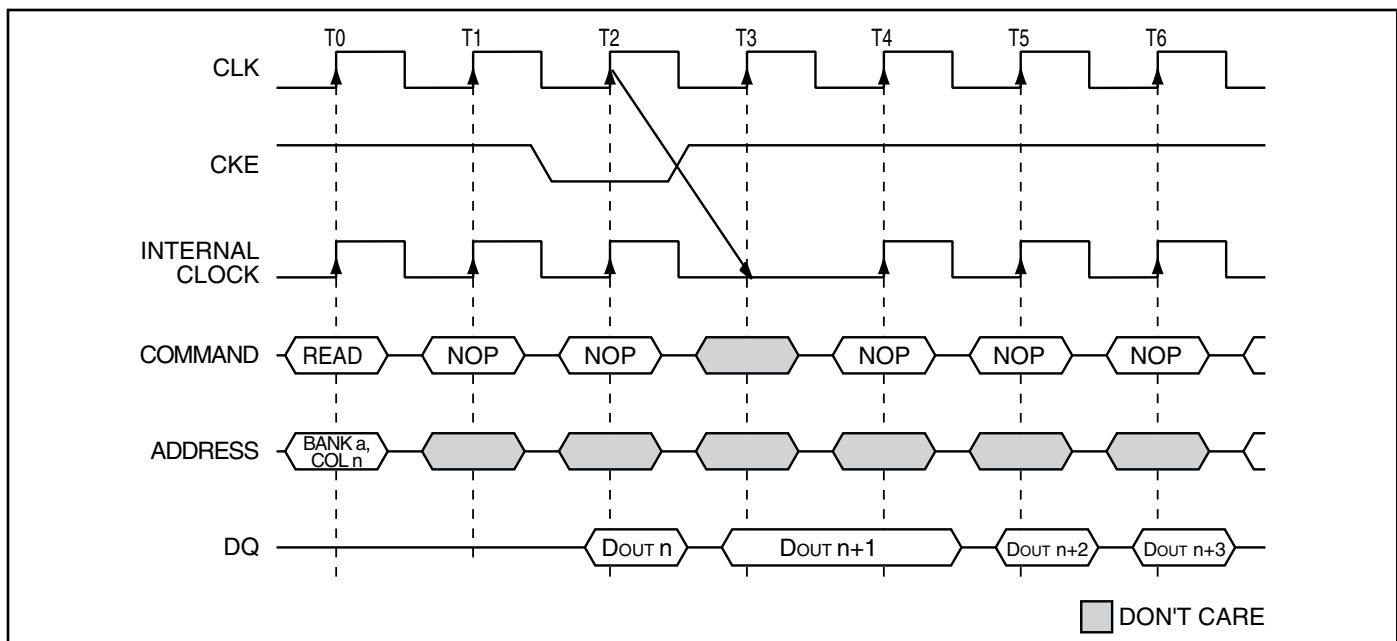 T0 T1 T2 T3 T4 T5 T6
CLK
CKE
INTERNAL
CLOCK
COMMAND READ NOP NOP NOP NOP NOP
ADDRESS BANK a,
COL n
DQ DOUT n DOUT n+1 DOUT n+2 DOUT n+3
DON'T CARE